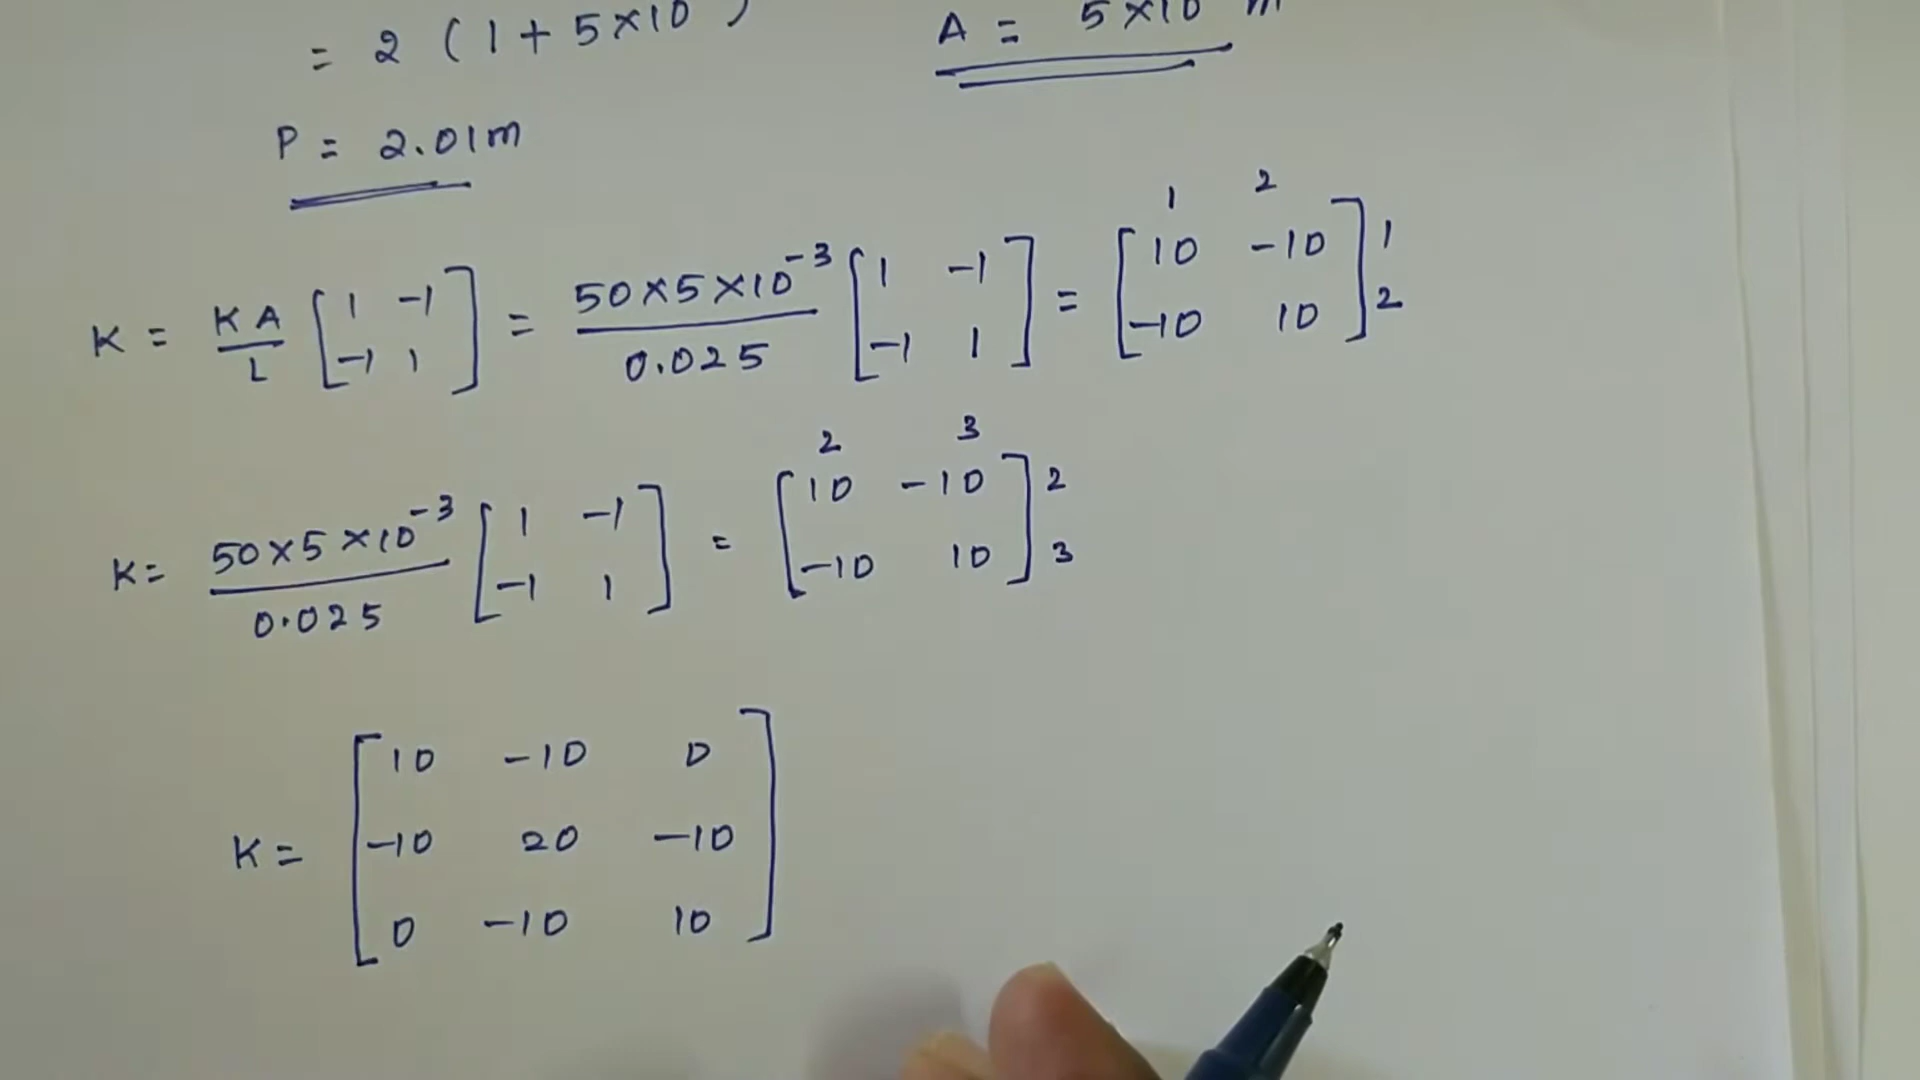 = 2 (1 + 5×10 )
A = 5×10 m
P = 2.01m
1 2
K = KA/L [1 -1] = 50×5×10⁻³/0.025 [1 -1] = [10 -10] 1
[-1 1] [-1 1] [-10 10] 2
2 3
K = 50×5×10⁻³/0.025 [1 -1] = [10 -10] 2
[-1 1] [-10 10] 3
[10 -10 0]
K = [-10 20 -10]
[0 -10 10]